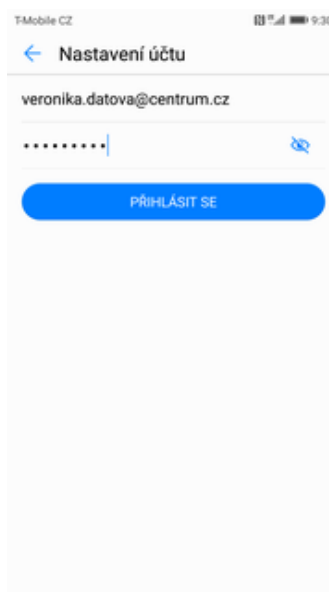 T-Mobile CZ 9:30
Nastavení účtu
veronika.datova@centrum.cz
•••••••••
PŘIHLÁSIT SE